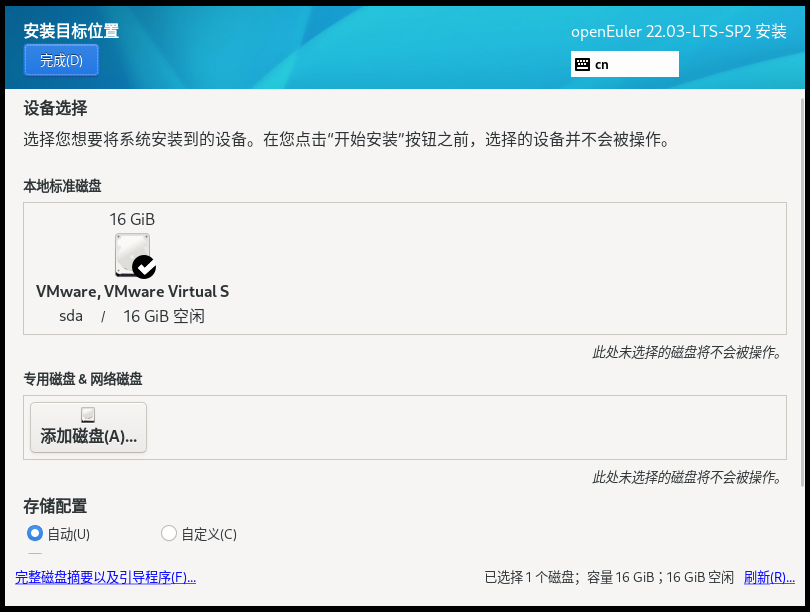 安装目标位置
openEuler 22.03-LTS-SP2 安装
完成(D)
cn
设备选择
选择您想要将系统安装到的设备。在您点击“开始安装”按钮之前，选择的设备并不会被操作。
本地标准磁盘
16 GiB
VMware, VMware Virtual S
sda / 16 GiB 空闲
此处未选择的磁盘将不会被操作。
专用磁盘 & 网络磁盘
添加磁盘(A)...
此处未选择的磁盘将不会被操作。
存储配置
自动(U) 自定义(C)
完整磁盘摘要以及引导程序(F)... 已选择 1 个磁盘；容量 16 GiB；16 GiB 空闲 刷新(R)...